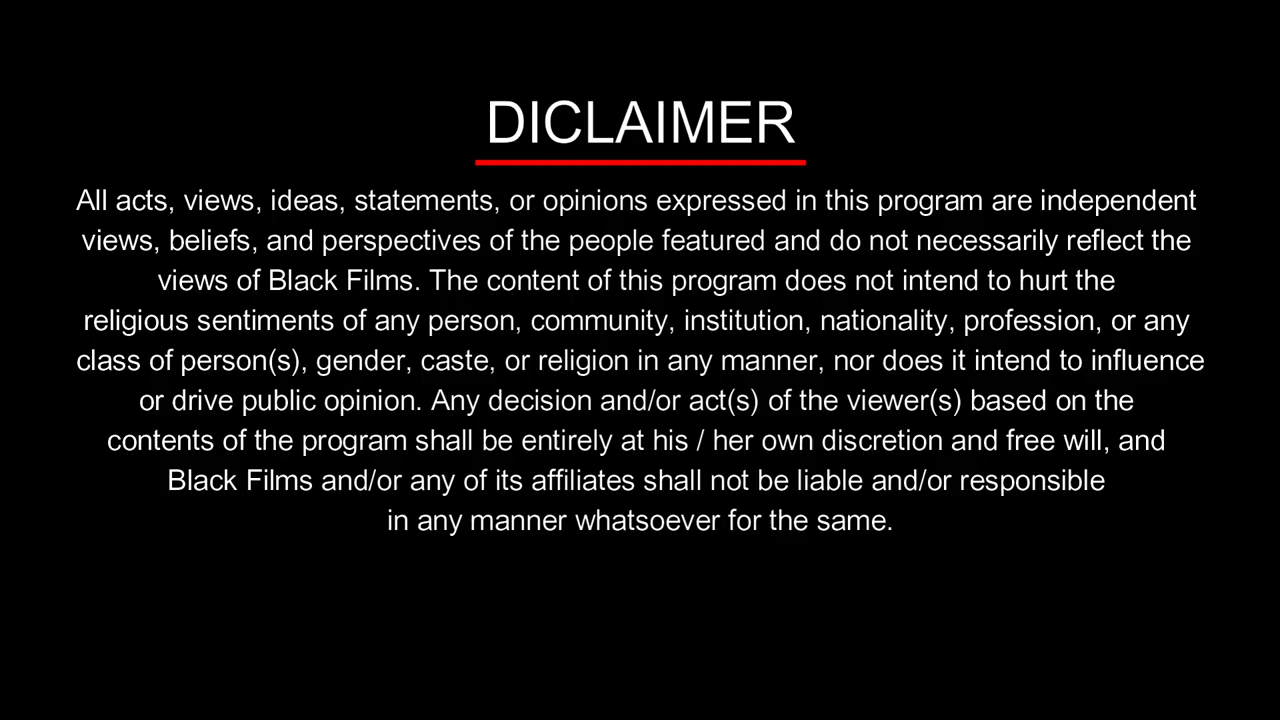 DICLAIMER
All acts, views, ideas, statements, or opinions expressed in this program are independent
views, beliefs, and perspectives of the people featured and do not necessarily reflect the
views of Black Films. The content of this program does not intend to hurt the
religious sentiments of any person, community, institution, nationality, profession, or any
class of person(s), gender, caste, or religion in any manner, nor does it intend to influence
or drive public opinion. Any decision and/or act(s) of the viewer(s) based on the
contents of the program shall be entirely at his / her own discretion and free will, and
Black Films and/or any of its affiliates shall not be liable and/or responsible
in any manner whatsoever for the same.